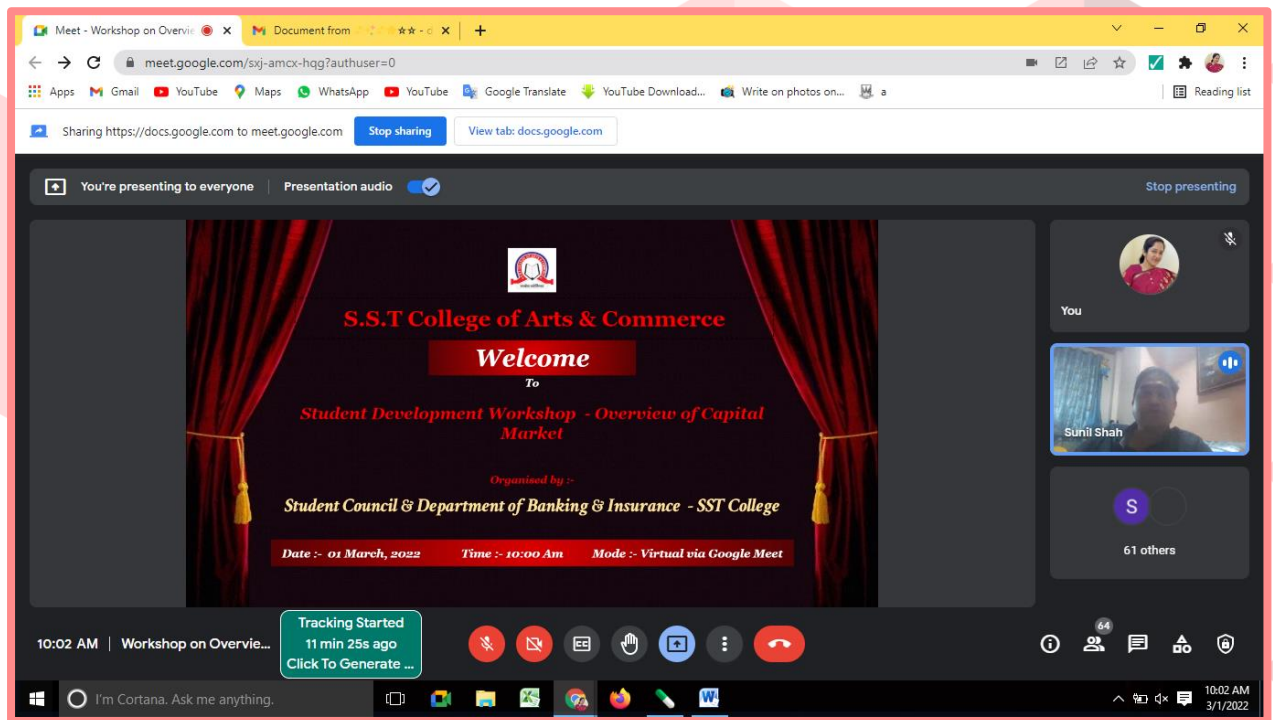 Meet - Workshop on Overvie
Document from
meet.google.com/sxj-amcx-hqg?authuser=0
Apps Gmail YouTube Maps WhatsApp YouTube Google Translate YouTube Download... Write on photos on... a Reading list
Sharing https://docs.google.com to meet.google.com Stop sharing View tab: docs.google.com
You're presenting to everyone Presentation audio Stop presenting
S.S.T College of Arts & Commerce
Welcome
To
Student Development Workshop - Overview of Capital
Market
Organised by :-
Student Council & Department of Banking & Insurance - SST College
Date :- 01 March, 2022 Time :- 10:00 Am Mode :- Virtual via Google Meet
You
Sunil Shah
S
61 others
10:02 AM | Workshop on Overvie...
Tracking Started
11 min 25s ago
Click To Generate ...
64
I'm Cortana. Ask me anything.
10:02 AM
3/1/2022